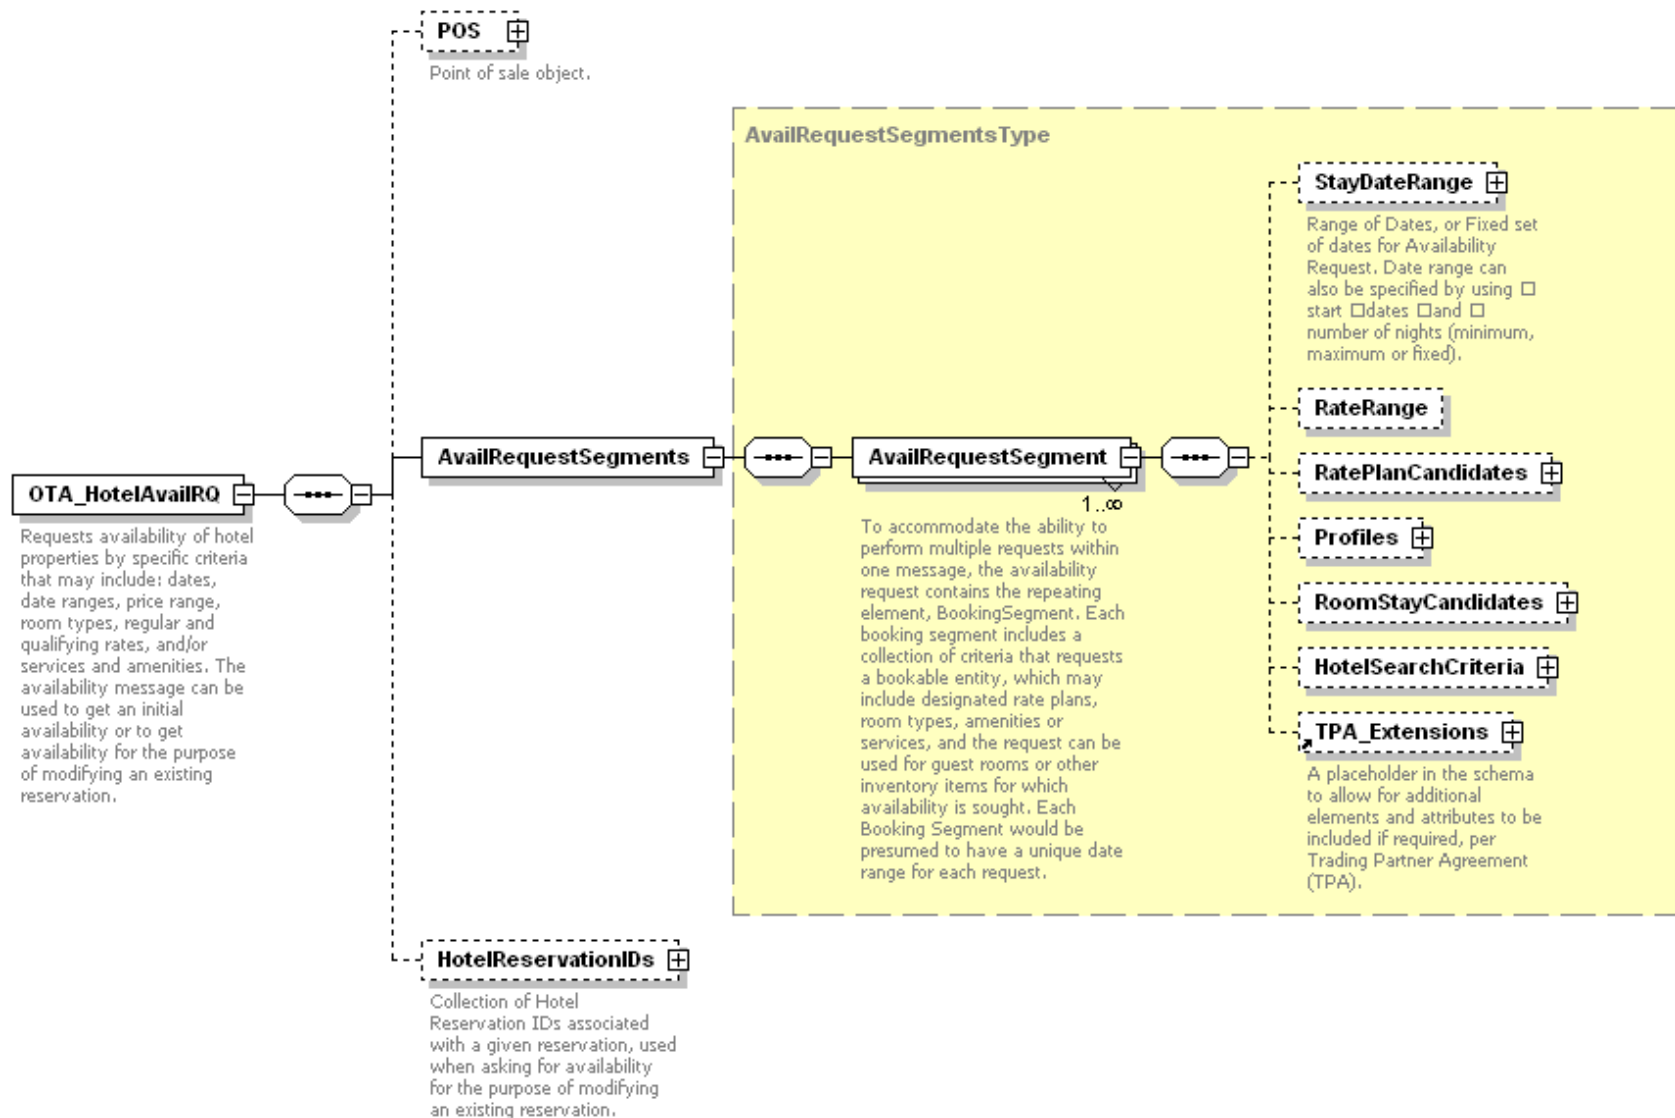 POS
Point of sale object.
AvailRequestSegmentsType
StayDateRange
Range of Dates, or Fixed set
of dates for Availability
Request. Date range can
also be specified by using □
start □dates □and □
number of nights (minimum,
maximum or fixed).
RateRange
AvailRequestSegments
AvailRequestSegment
1..∞
To accommodate the ability to
perform multiple requests within
one message, the availability
request contains the repeating
element, BookingSegment. Each
booking segment includes a
collection of criteria that requests
a bookable entity, which may
include designated rate plans,
room types, amenities or
services, and the request can be
used for guest rooms or other
inventory items for which
availability is sought. Each
Booking Segment would be
presumed to have a unique date
range for each request.
RatePlanCandidates
Profiles
RoomStayCandidates
HotelSearchCriteria
TPA_Extensions
A placeholder in the schema
to allow for additional
elements and attributes to be
included if required, per
Trading Partner Agreement
(TPA).
OTA_HotelAvailRQ
Requests availability of hotel
properties by specific criteria
that may include: dates,
date ranges, price range,
room types, regular and
qualifying rates, and/or
services and amenities. The
availability message can be
used to get an initial
availability or to get
availability for the purpose
of modifying an existing
reservation.
HotelReservationIDs
Collection of Hotel
Reservation IDs associated
with a given reservation, used
when asking for availability
for the purpose of modifying
an existing reservation.